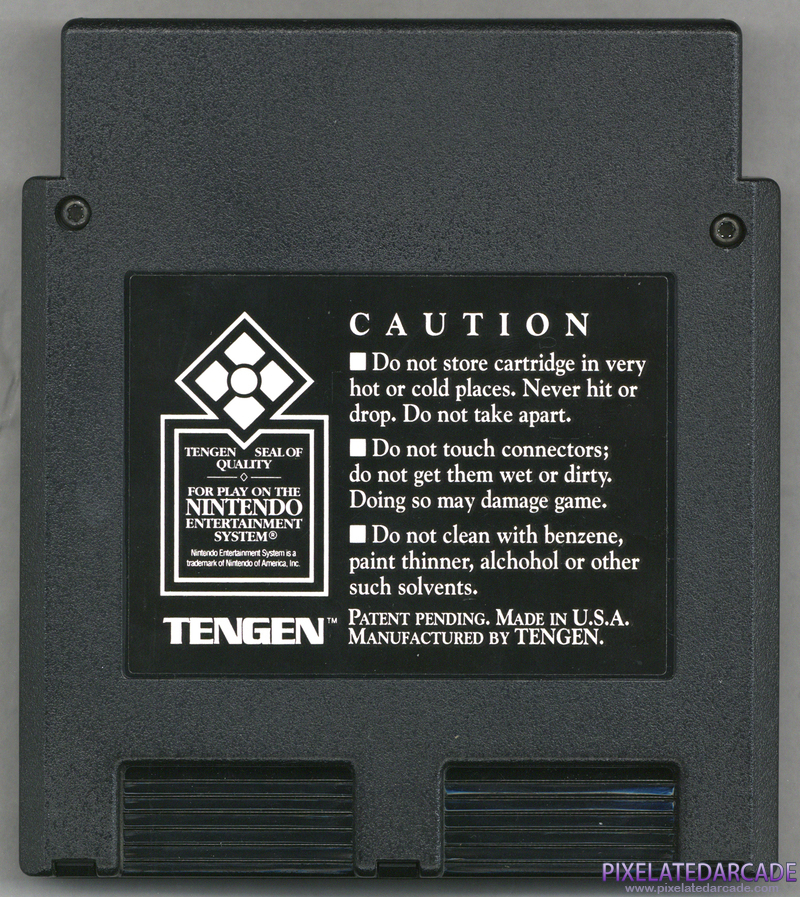 CAUTION
■ Do not store cartridge in very
hot or cold places. Never hit or
drop. Do not take apart.
■ Do not touch connectors;
do not get them wet or dirty.
Doing so may damage game.
■ Do not clean with benzene,
paint thinner, alchohol or other
such solvents.
PATENT PENDING. MADE IN U.S.A.
MANUFACTURED BY TENGEN.
TENGEN SEAL OF
QUALITY
FOR PLAY ON THE
NINTENDO
ENTERTAINMENT
SYSTEM®
Nintendo Entertainment System is a
trademark of Nintendo of America, Inc.
TENGEN™
PIXELATEDARCADE
www.pixelatedarcade.com